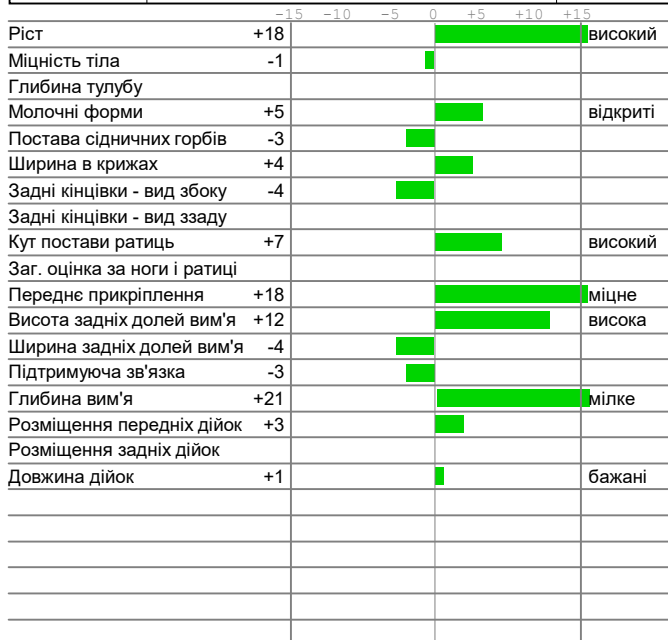 -15 -10 -5 0 +5 +10 +15
Ріст +18 високий
Міцність тіла -1
Глибина тулубу
Молочні форми +5 відкриті
Постава сідничних горбів -3
Ширина в крижах +4
Задні кінцівки - вид збоку -4
Задні кінцівки - вид ззаду
Кут постави ратиць +7 високий
Заг. оцінка за ноги і ратиці
Переднє прикріплення +18 міцне
Висота задніх долей вим'я +12 висока
Ширина задніх долей вим'я -4
Підтримуюча зв'язка -3
Глибина вим'я +21 мілке
Розміщення передніх дійок +3
Розміщення задніх дійок
Довжина дійок +1 бажані